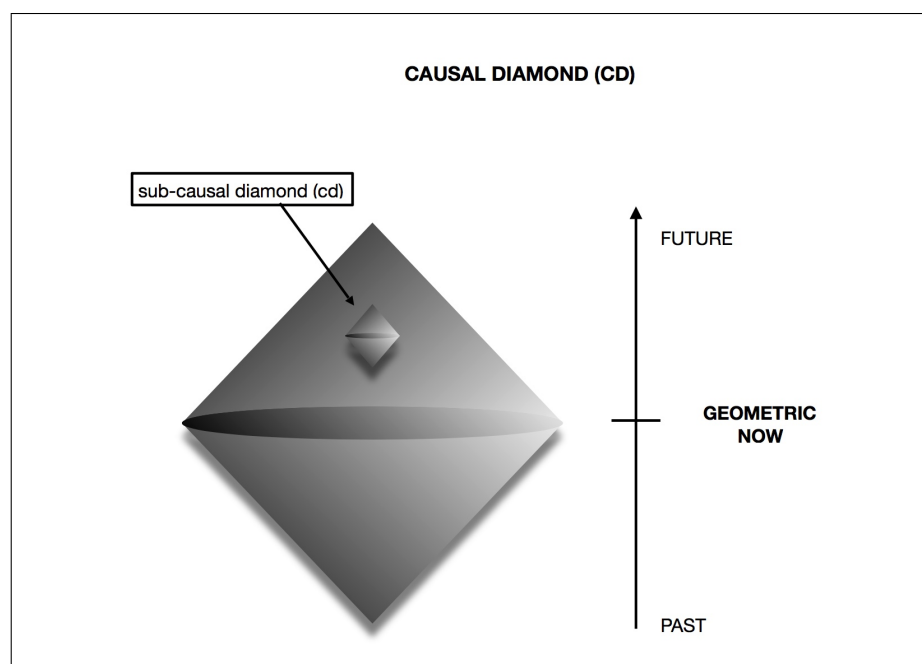 CAUSAL DIAMOND (CD)
sub-causal diamond (cd)
FUTURE
GEOMETRIC
NOW
PAST